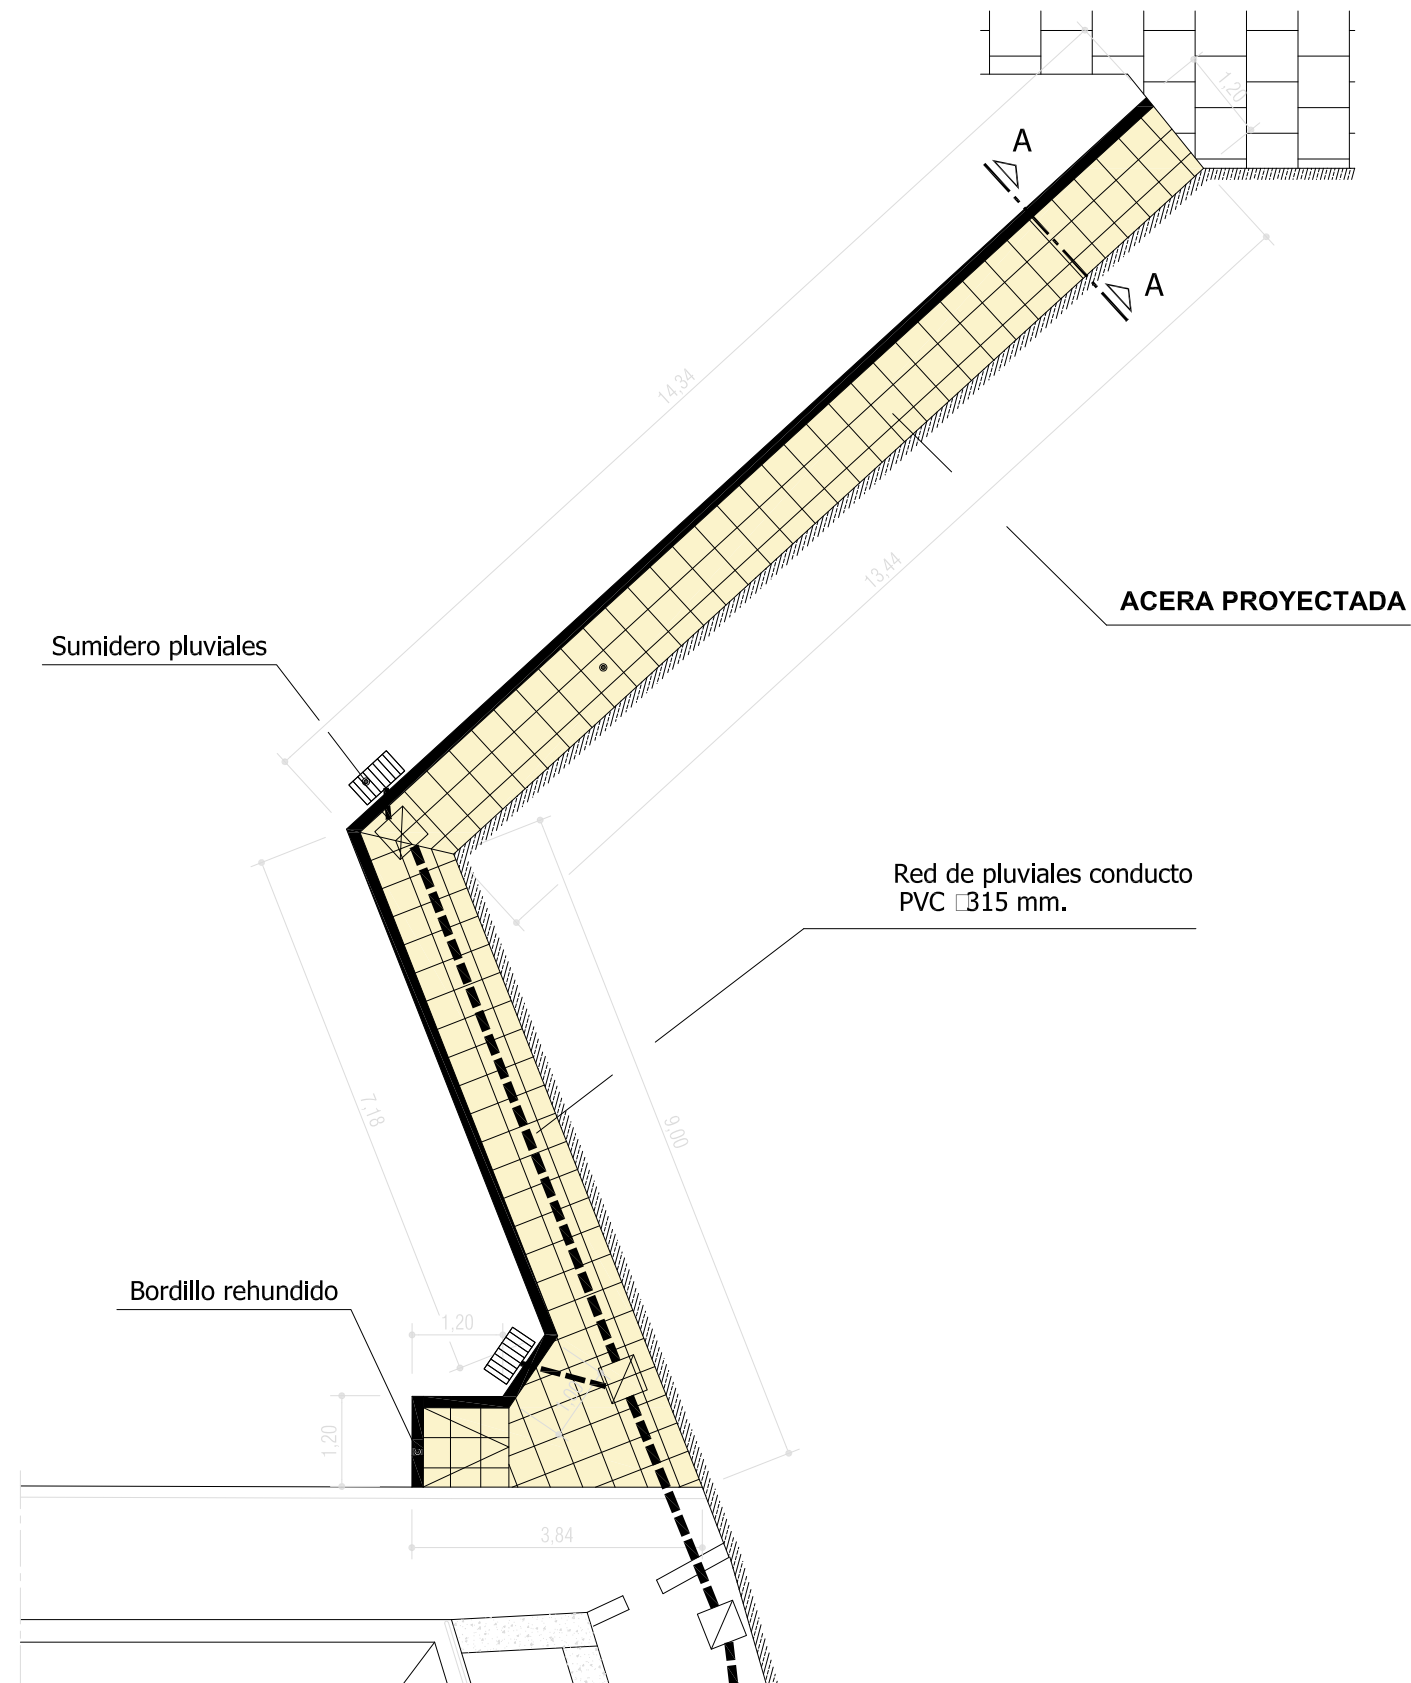 1,20
A
A
14,34
13,44
ACERA PROYECTADA
Sumidero pluviales
Red de pluviales conducto
PVC □315 mm.
7,18
9,00
Bordillo rehundido
1,20
1,20
3,84